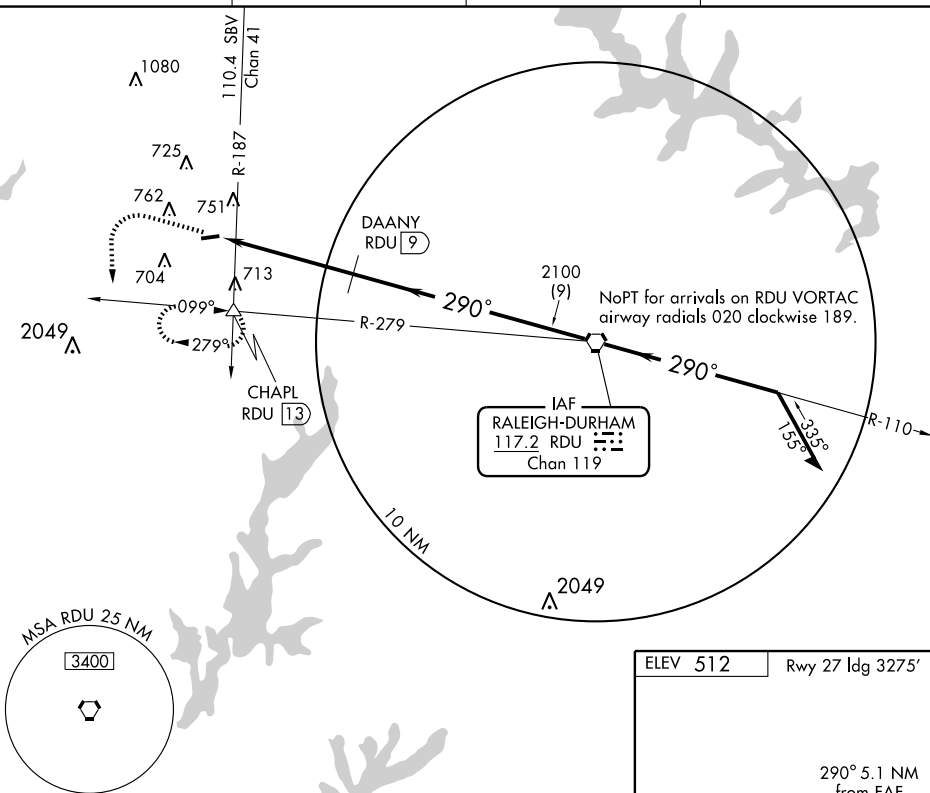 110.4 SBV
Chan 41
1080
725
R-187
762
751
704
713
DAANY
RDU 9
2100
(9)
NoPT for arrivals on RDU VORTAC
airway radials 020 clockwise 189.
290°
099°
R-279
279°
2049
290°
CHAPL
RDU 13
IAF
RALEIGH-DURHAM
117.2 RDU
Chan 119
R-110
335°
155°
10 NM
2049
MSA RDU 25 NM
3400
ELEV 512
Rwy 27 ldg 3275'
290° 5.1 NM
from FAF